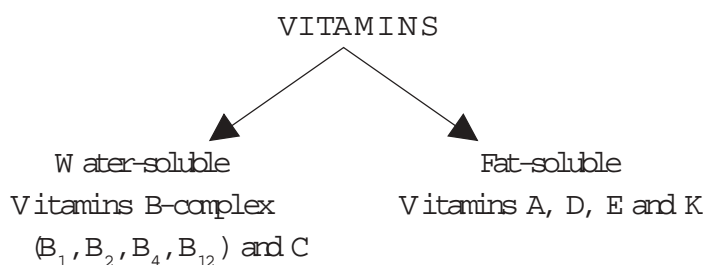 VITAMINS
Water-soluble
Vitamins B-complex
(B₁, B₂, B₄, B₁₂) and C
Fat-soluble
Vitamins A, D, E and K